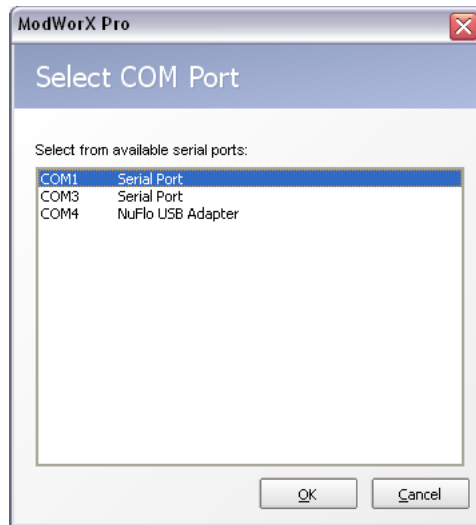 ModWorX Pro
Select COM Port
Select from available serial ports:
COM1 Serial Port
COM3 Serial Port
COM4 NuFlo USB Adapter
OK Cancel